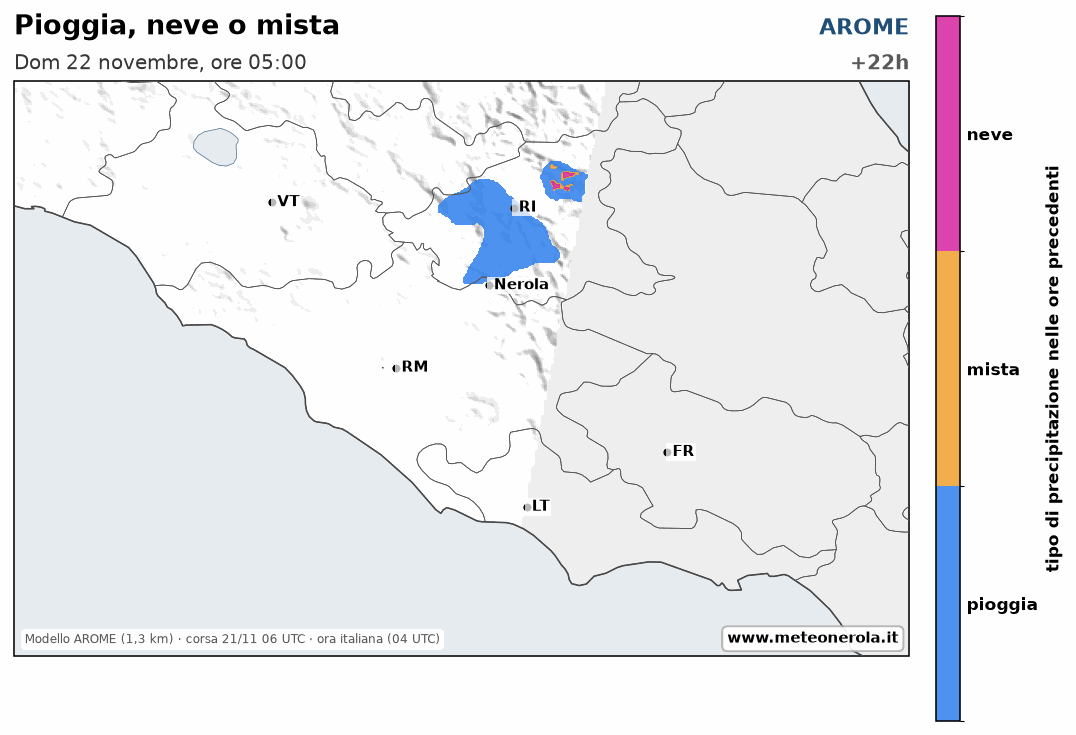 Pioggia, neve o mista
AROME
Dom 22 novembre, ore 05:00
+22h
neve
mista
pioggia
tipo di precipitazione nelle ore precedenti
VT
RI
Nerola
RM
FR
LT
Modello AROME (1,3 km) · corsa 21/11 06 UTC · ora italiana (04 UTC)
www.meteonerola.it